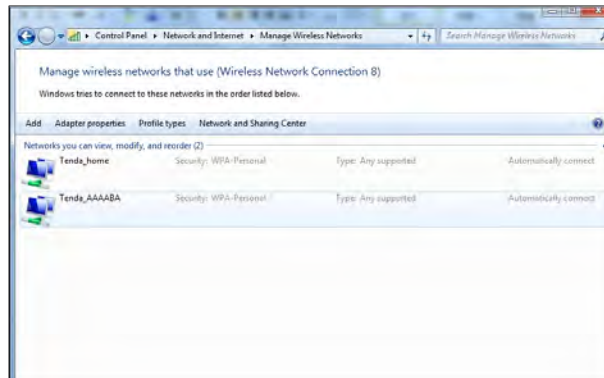 Control Panel ▸ Network and Internet ▸ Manage Wireless Networks Search Manage Wireless Networks
Manage wireless networks that use (Wireless Network Connection 8)
Windows tries to connect to these networks in the order listed below.
Add Adapter properties Profile types Network and Sharing Center
Networks you can view, modify, and reorder (2)
Tenda_home Security: WPA-Personal Type: Any supported Automatically connect
Tenda_AAAABA Security: WPA-Personal Type: Any supported Automatically connect